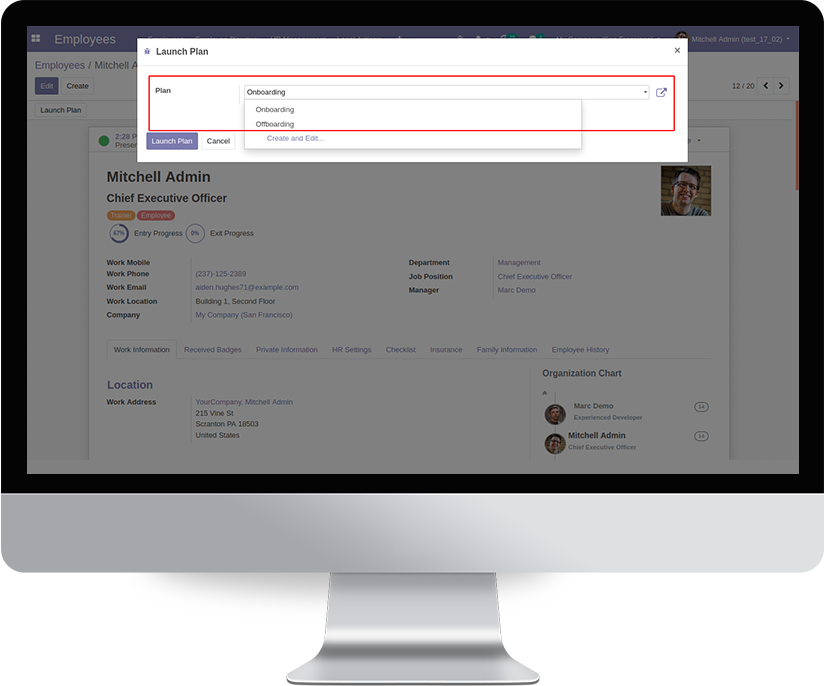 Employees
Mitchell Admin (test_17_02)
Launch Plan
×
Employees / Mitchell A
Edit
Create
12 / 20
Plan
Onboarding
Onboarding
Offboarding
Create and Edit...
Launch Plan
Launch Plan
Cancel
2:28 P
Presen
Mitchell Admin
Chief Executive Officer
Trainer
Employee
67%
Entry Progress
0%
Exit Progress
Work Mobile
Work Phone
(237)-125-2389
Work Email
aiden.hughes71@example.com
Work Location
Building 1, Second Floor
Company
My Company (San Francisco)
Department
Management
Job Position
Chief Executive Officer
Manager
Marc Demo
Work Information
Received Badges
Private Information
HR Settings
Checklist
Insurance
Family Information
Employee History
Location
Work Address
YourCompany, Mitchell Admin
215 Vine St
Scranton PA 18503
United States
Organization Chart
Marc Demo
14
Experienced Developer
Mitchell Admin
14
Chief Executive Officer